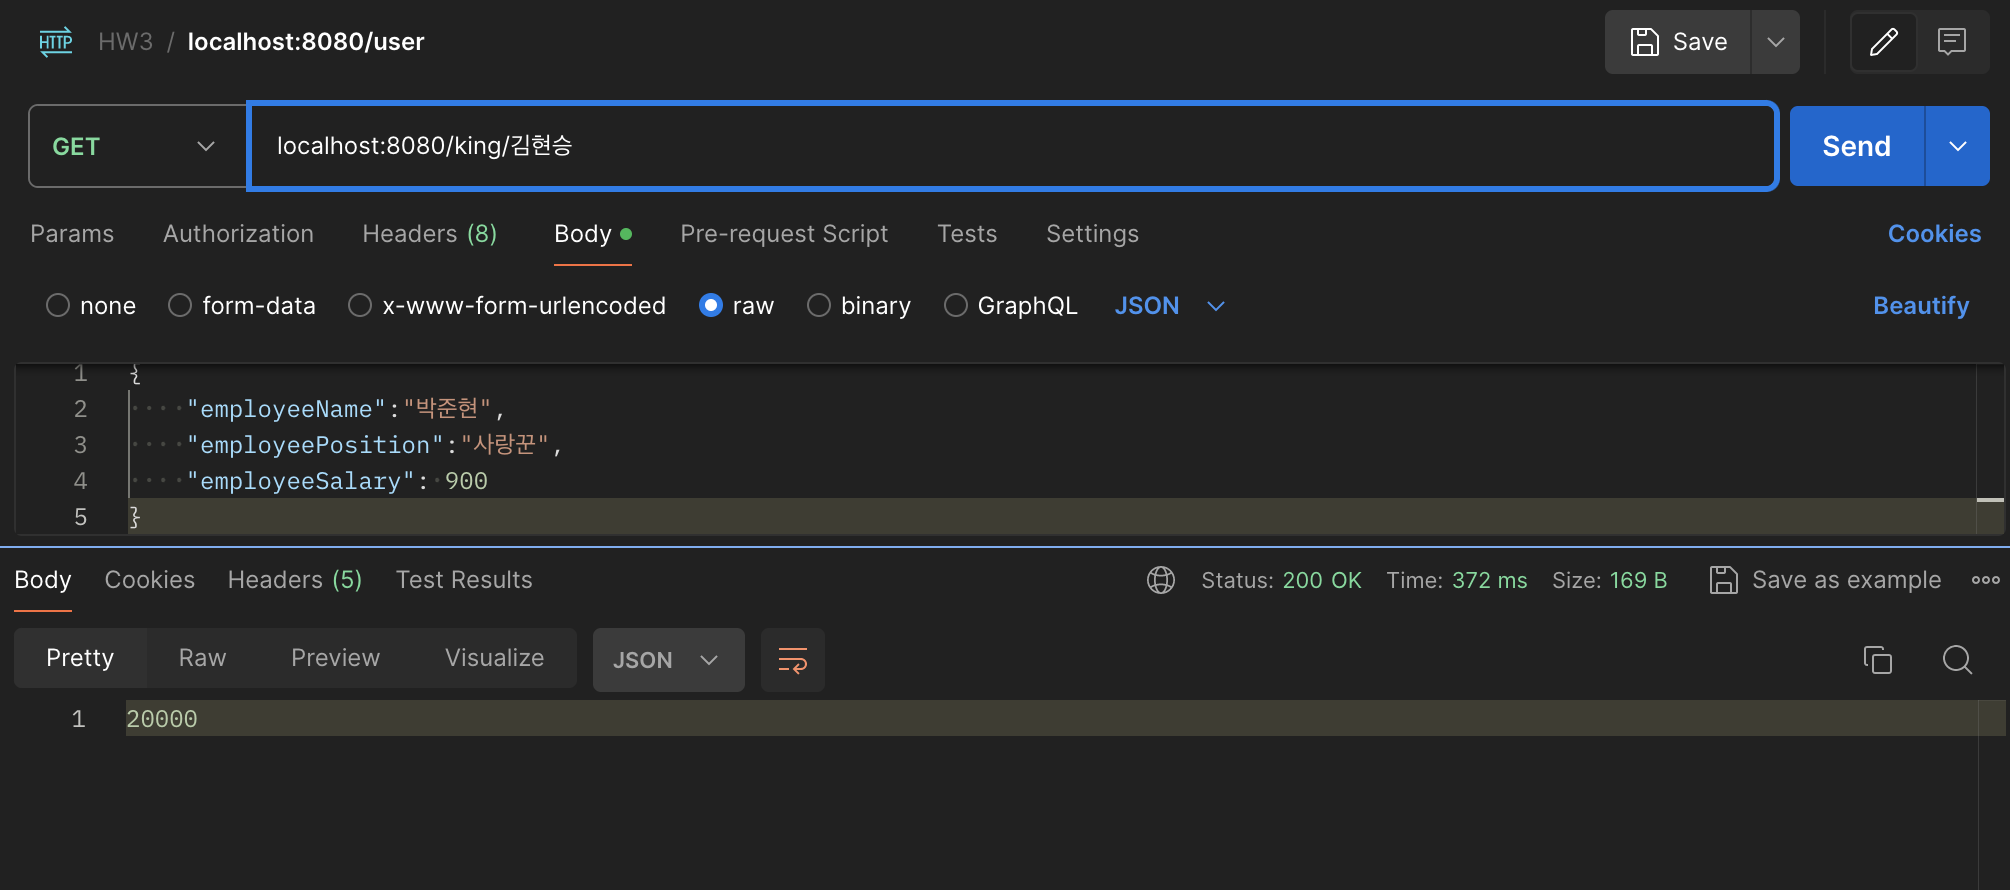 HTTP HW3 / localhost:8080/user Save
GET localhost:8080/king/김현승 Send
Params Authorization Headers (8) Body Pre-request Script Tests Settings Cookies
none form-data x-www-form-urlencoded raw binary GraphQL JSON Beautify
1 {
2 "employeeName":"박준현",
3 "employeePosition":"사랑꾼",
4 "employeeSalary": 900
5 }
Body Cookies Headers (5) Test Results Status: 200 OK Time: 372 ms Size: 169 B Save as example
Pretty Raw Preview Visualize JSON
1 20000